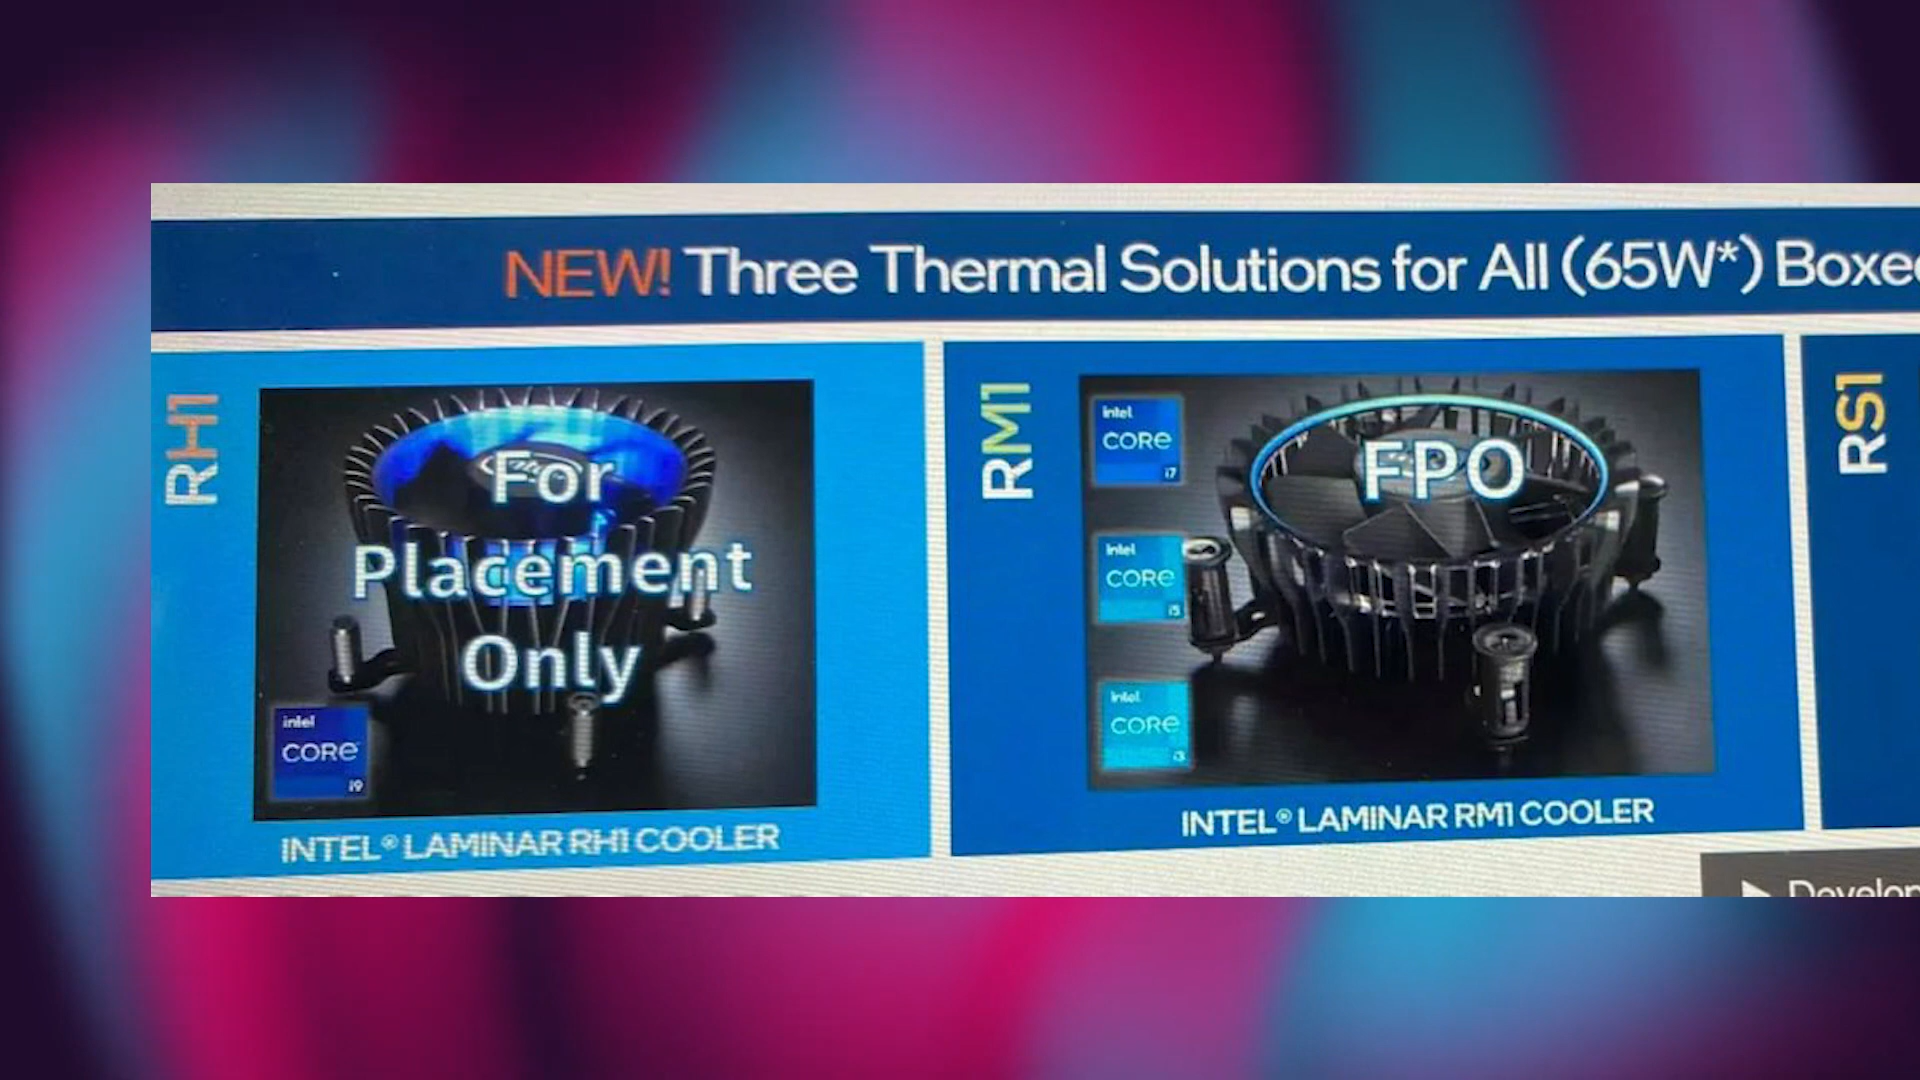 NEW! Three Thermal Solutions for All (65W*) Boxed
RH1
For
Placement
Only
intel
CORE
i9
INTEL® LAMINAR RH1 COOLER
RM1
intel
CORE
i7
intel
CORE
i5
intel
CORE
i3
FPO
INTEL® LAMINAR RM1 COOLER
RS1